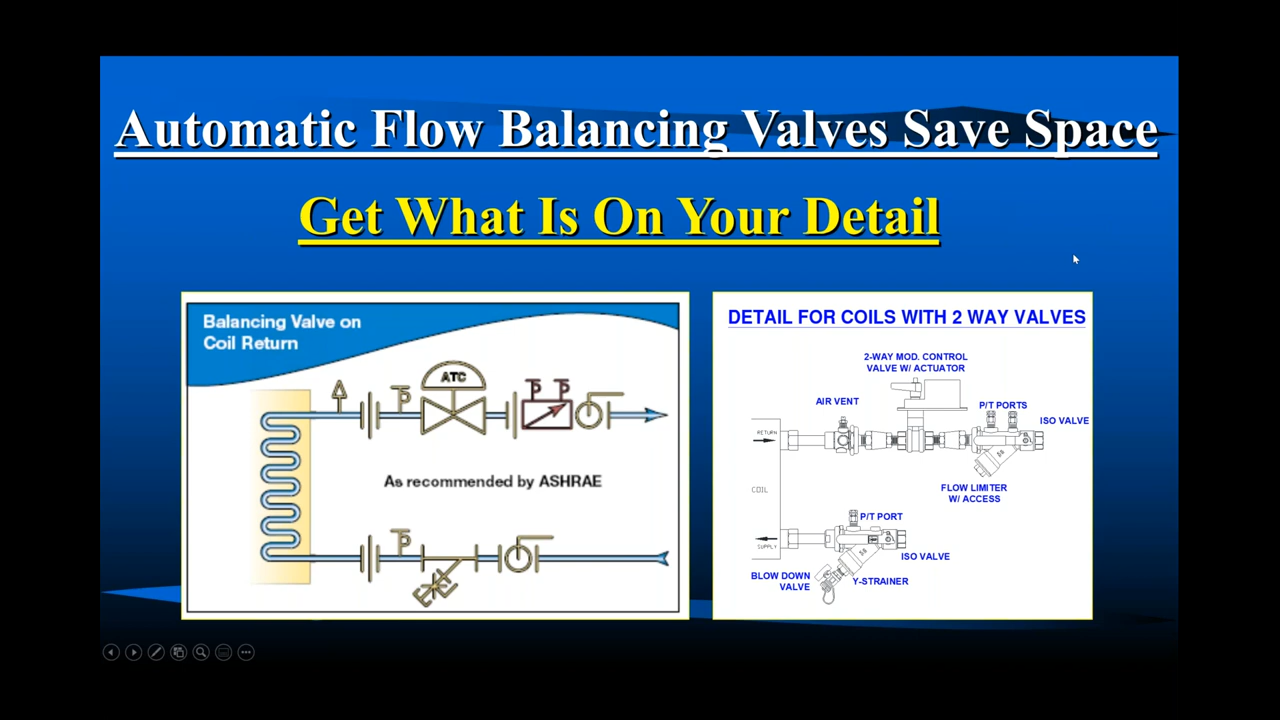 Automatic Flow Balancing Valves Save Space
Get What Is On Your Detail
Balancing Valve on
Coil Return
ATC
As recommended by ASHRAE
DETAIL FOR COILS WITH 2 WAY VALVES
2-WAY MOD. CONTROL
VALVE W/ ACTUATOR
AIR VENT
P/T PORTS
ISO VALVE
RETURN
COIL
FLOW LIMITER
W/ ACCESS
P/T PORT
SUPPLY
ISO VALVE
BLOW DOWN
VALVE
Y-STRAINER